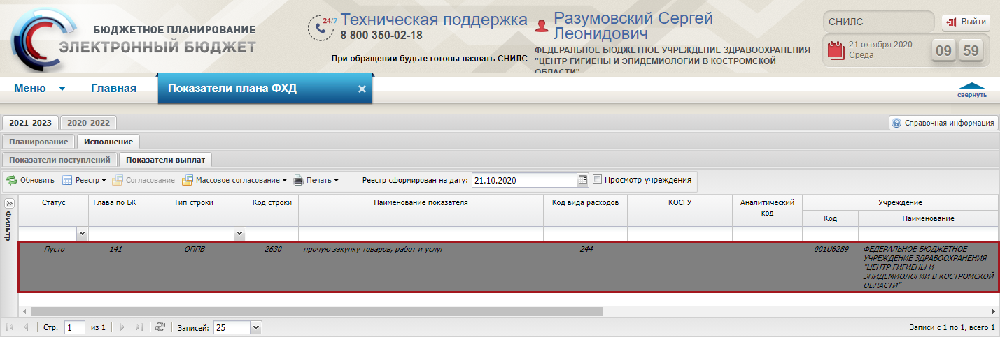 БЮДЖЕТНОЕ ПЛАНИРОВАНИЕ
ЭЛЕКТРОННЫЙ БЮДЖЕТ
24/7
Техническая поддержка
8 800 350-02-18
При обращении будьте готовы назвать СНИЛС
Разумовский Сергей
Леонидович
ФЕДЕРАЛЬНОЕ БЮДЖЕТНОЕ УЧРЕЖДЕНИЕ ЗДРАВООХРАНЕНИЯ
"ЦЕНТР ГИГИЕНЫ И ЭПИДЕМИОЛОГИИ В КОСТРОМСКОЙ
ОБЛАСТИ"
СНИЛС
Выйти
21 октября 2020
Среда
09 59
Меню Главная Показатели плана ФХД
свернуть
2021-2023 2020-2022
Справочная информация
Планирование Исполнение
Показатели поступлений Показатели выплат
Обновить Реестр Согласование Массовое согласование Печать Реестр сформирован на дату: 21.10.2020 Просмотр учреждения
Фильтр
Статус Глава по БК Тип строки Код строки Наименование показателя Код вида расходов КОСГУ Аналитический код Учреждение
Код Наименование
Пусто 141 ОППВ 2630 прочую закупку товаров, работ и услуг 244 001U6289 ФЕДЕРАЛЬНОЕ БЮДЖЕТНОЕ
УЧРЕЖДЕНИЕ ЗДРАВООХРАНЕНИЯ
"ЦЕНТР ГИГИЕНЫ И
ЭПИДЕМИОЛОГИИ В КОСТРОМСКОЙ
ОБЛАСТИ"
Стр. 1 из 1 Записей: 25 Записи с 1 по 1, всего 1